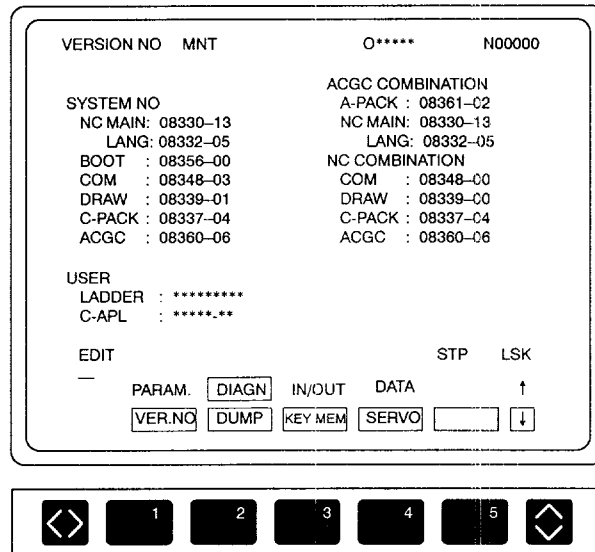 VERSION NO MNT O***** N00000
ACGC COMBINATION
SYSTEM NO A-PACK : 08361-02
NC MAIN: 08330-13 NC MAIN: 08330-13
LANG: 08332-05 LANG: 08332-05
BOOT : 08356-00 NC COMBINATION
COM : 08348-03 COM : 08348-00
DRAW : 08339-01 DRAW : 08339-00
C-PACK : 08337-04 C-PACK : 08337-04
ACGC : 08360-06 ACGC : 08360-06
USER
LADDER : *********
C-APL : *****-**
EDIT STP LSK
PARAM. DIAGN IN/OUT DATA ↑
VER.NO DUMP KEY MEM SERVO ↓
1 2 3 4 5